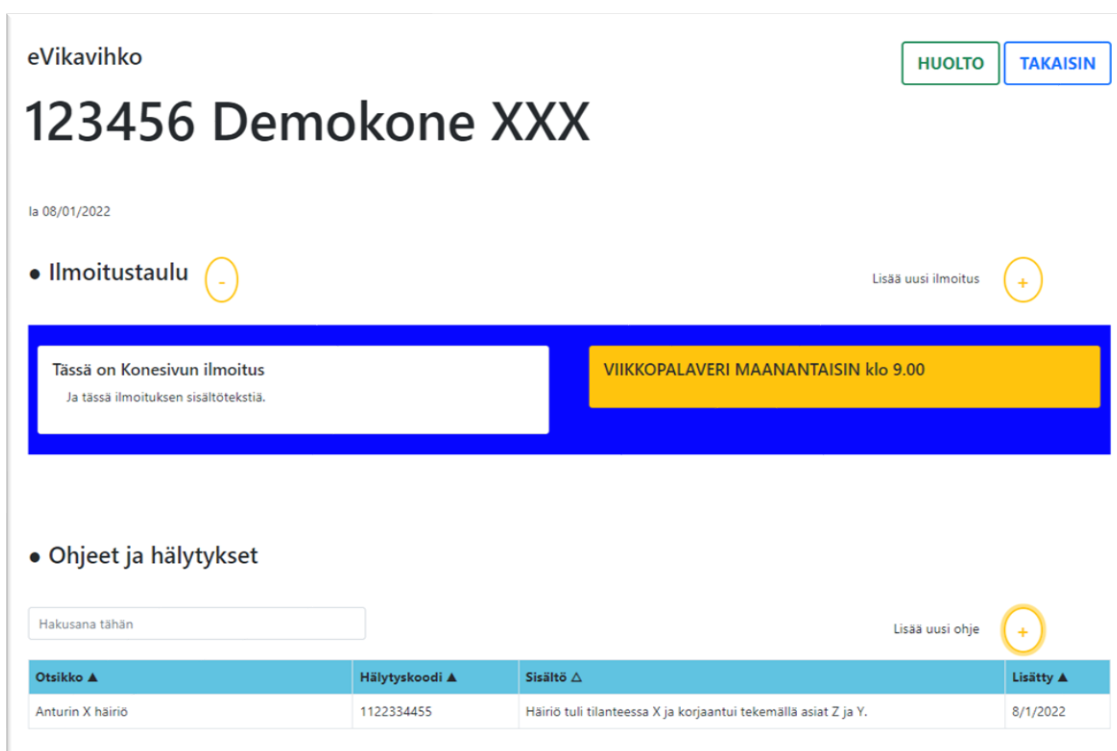 eVikavihko
HUOLTO TAKAISIN
123456 Demokone XXX
la 08/01/2022
● Ilmoitustaulu -
Lisää uusi ilmoitus +
Tässä on Konesivun ilmoitus
Ja tässä ilmoituksen sisältötekstiä.
VIIKKOPALAVERI MAANANTAISIN klo 9.00
● Ohjeet ja hälytykset
Hakusana tähän
Lisää uusi ohje +
Otsikko ▲ Hälytyskoodi ▲ Sisältö △ Lisätty ▲
Anturin X häiriö 1122334455 Häiriö tuli tilanteessa X ja korjaantui tekemällä asiat Z ja Y. 8/1/2022